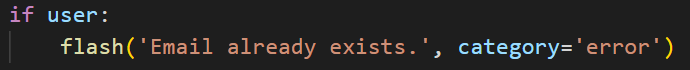 if user:
    flash('Email already exists.', category='error')